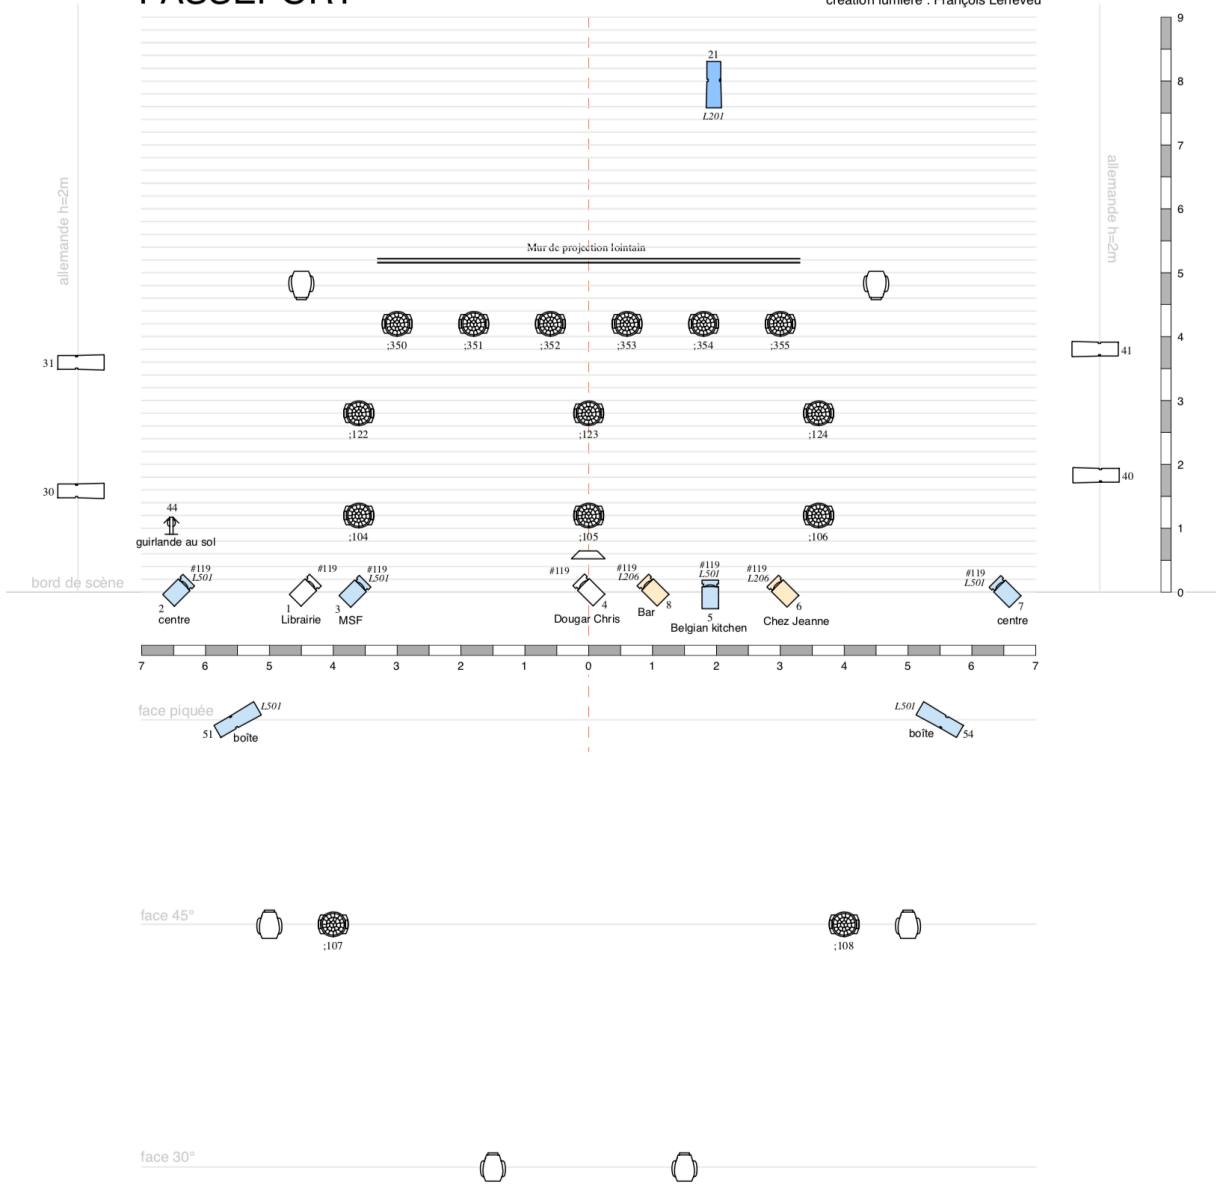 PASSEPORT
création lumière : François Leneveu
21
L201
9
8
7
6
5
4
3
2
1
0
allemande h=2m
allemande h=2m
Mur de projection lointain
;350
;351
;352
;353
;354
;355
31
41
;122
;123
;124
30
40
44
guirlande au sol
;104
;105
;106
bord de scène
#119
L501
2
centre
#119
1
Librairie
#119
L501
3
MSF
#119
4
Dougar Chris
#119
L206
8
Bar
#119
L501
5
Belgian kitchen
#119
L206
6
Chez Jeanne
#119
L501
7
centre
7 6 5 4 3 2 1 0 1 2 3 4 5 6 7
face piquée
L501
51
boîte
L501
boîte
54
face 45°
;107
;108
face 30°